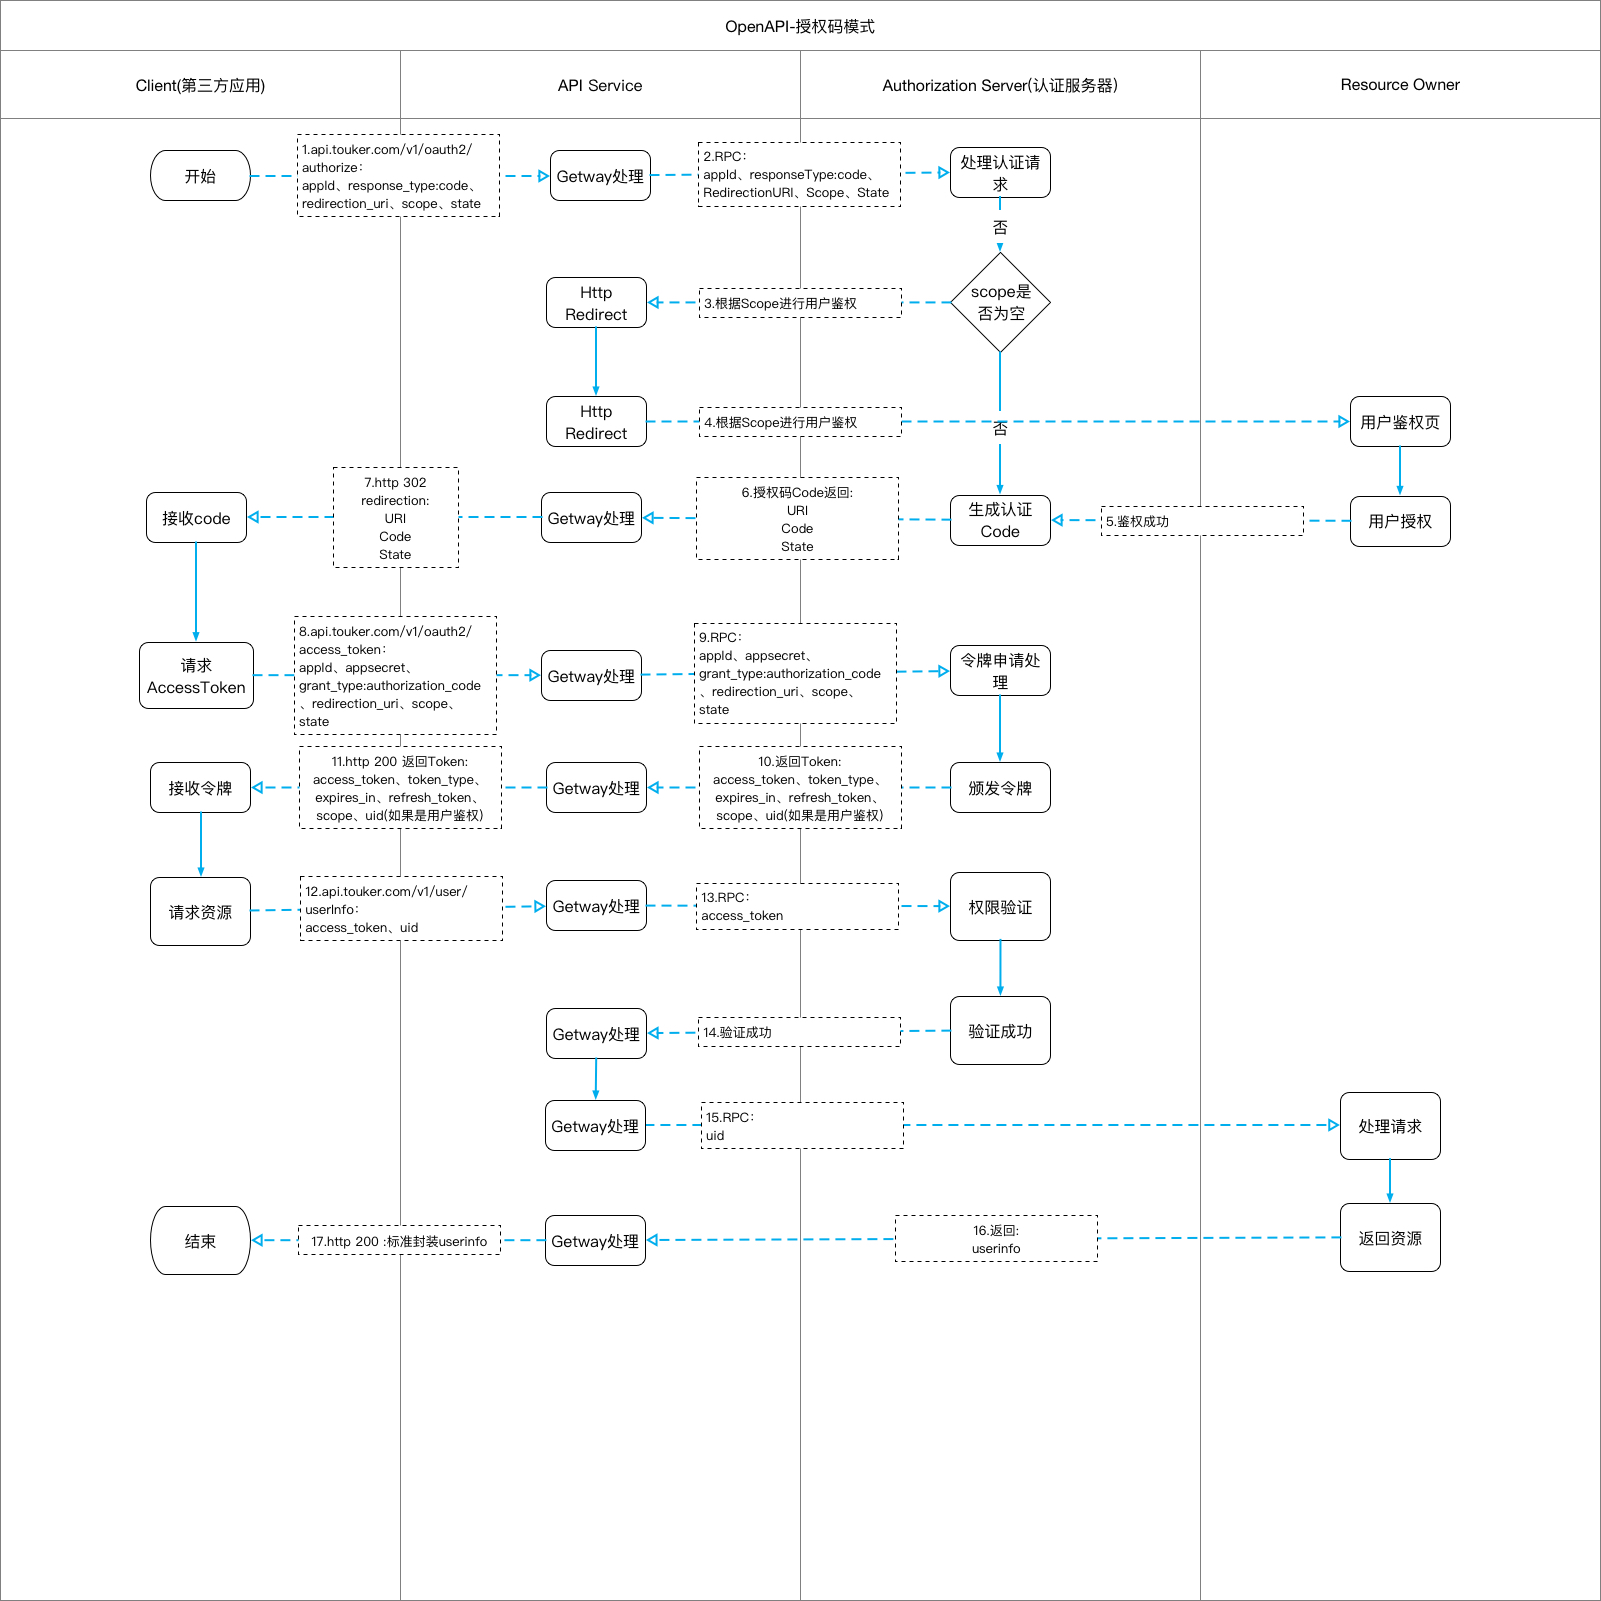 OpenAPI-授权码模式
Client(第三方应用)
API Service
Authorization Server(认证服务器)
Resource Owner
开始
1.api.touker.com/v1/oauth2/
authorize：
appId、response_type:code、
redirection_uri、scope、state
Getway处理
2.RPC：
appId、responseType:code、
RedirectionURI、Scope、State
处理认证请
求
否
scope是
否为空
3.根据Scope进行用户鉴权
Http
Redirect
Http
Redirect
4.根据Scope进行用户鉴权
否
用户鉴权页
接收code
7.http 302
redirection:
URI
Code
State
Getway处理
6.授权码Code返回:
URI
Code
State
生成认证
Code
5.鉴权成功
用户授权
请求
AccessToken
8.api.touker.com/v1/oauth2/
access_token：
appId、appsecret、
grant_type:authorization_code
、redirection_uri、scope、
state
Getway处理
9.RPC：
appId、appsecret、
grant_type:authorization_code
、redirection_uri、scope、
state
令牌申请处
理
接收令牌
11.http 200 返回Token:
access_token、token_type、
expires_in、refresh_token、
scope、uid(如果是用户鉴权)
Getway处理
10.返回Token:
access_token、token_type、
expires_in、refresh_token、
scope、uid(如果是用户鉴权)
颁发令牌
请求资源
12.api.touker.com/v1/user/
userInfo：
access_token、uid
Getway处理
13.RPC：
access_token
权限验证
Getway处理
14.验证成功
验证成功
Getway处理
15.RPC：
uid
处理请求
结束
17.http 200 :标准封装userinfo
Getway处理
16.返回:
userinfo
返回资源